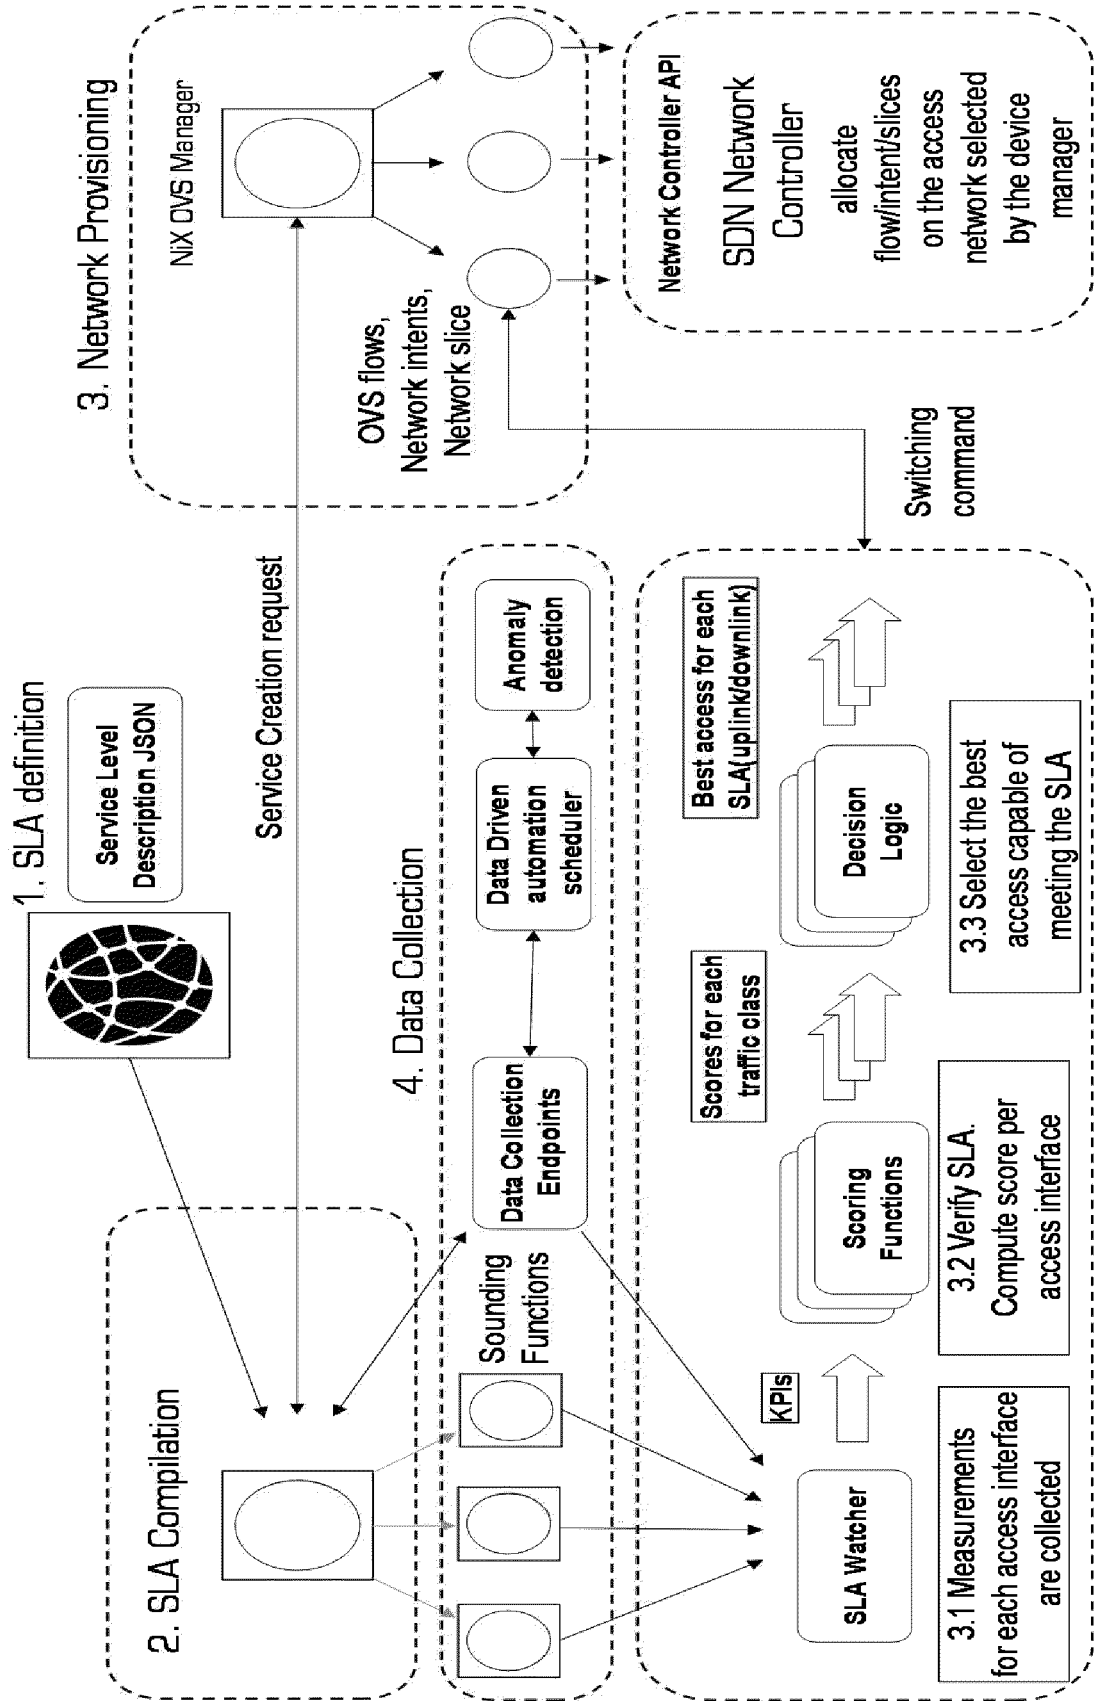 1. SLA definition
Service Level
Description JSON
2. SLA Compilation
Service Creation request
3. Network Provisioning
NiX OVS Manager
OVS flows,
Network intents,
Network slice
Network Controller API
SDN Network
Controller
allocate
flow/intent/slices
on the access
network selected
by the device
manager
4. Data Collection
Sounding
Functions
Data Collection
Endpoints
Data Driven
automation
scheduler
Anomaly
detection
Switching
command
SLA Watcher
KPIs
Scoring
Functions
Scores for each
traffic class
Decision
Logic
Best access for each
SLA(uplink/downlink)
3.1 Measurements
for each access interface
are collected
3.2 Verify SLA.
Compute score per
access interface
3.3 Select the best
access capable of
meeting the SLA